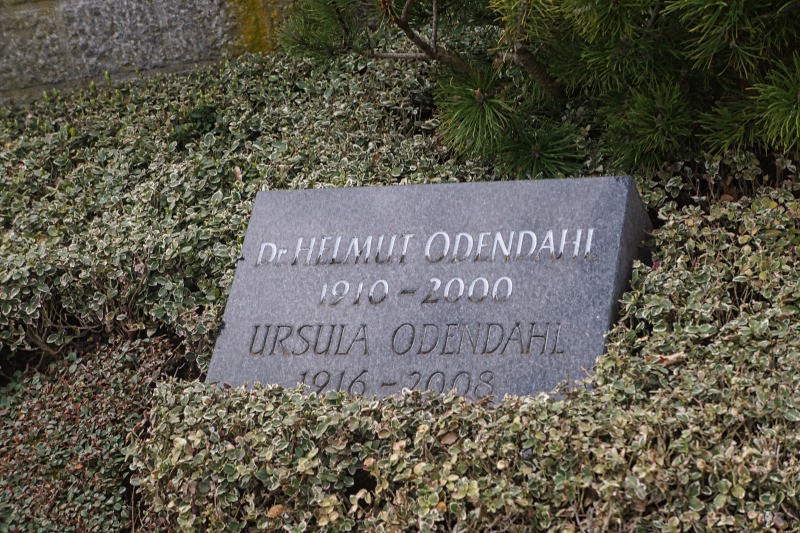 Dr HELMUT ODENDAHL
1910 - 2000
URSULA ODENDAHL
1916 - 2008